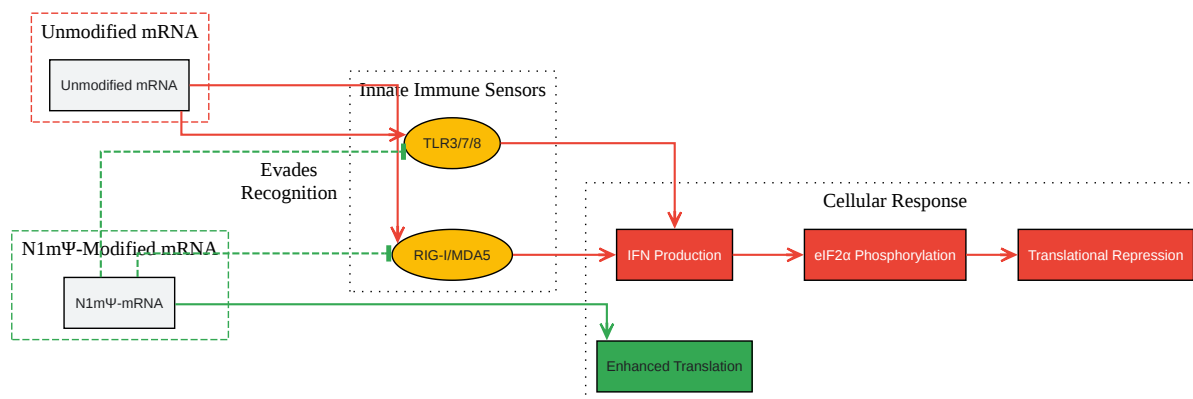 Unmodified mRNA
Unmodified mRNA
Innate Immune Sensors
TLR3/7/8
Evades
Recognition
Cellular Response
N1mΨ-Modified mRNA
RIG-I/MDA5
IFN Production
eIF2α Phosphorylation
Translational Repression
N1mΨ-mRNA
Enhanced Translation